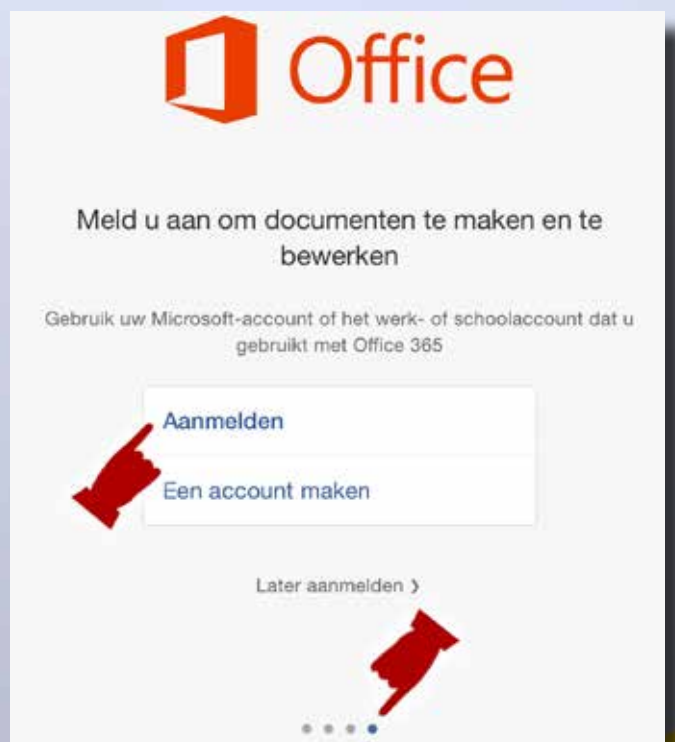 Office
Meld u aan om documenten te maken en te
bewerken
Gebruik uw Microsoft-account of het werk- of schoolaccount dat u
gebruikt met Office 365
Aanmelden
Een account maken
Later aanmelden ❯